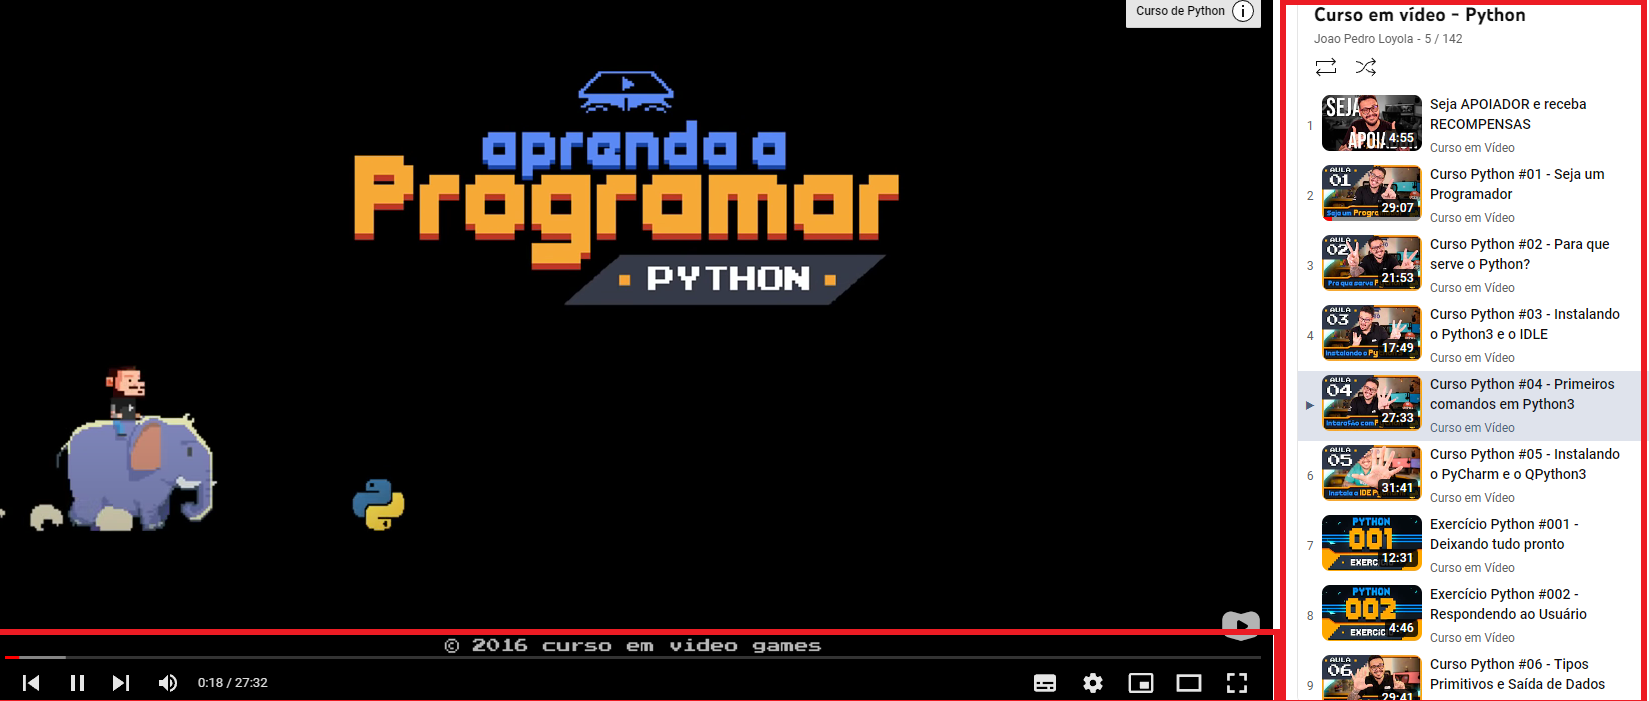 Curso de Python
aprenda a
Programar
PYTHON
© 2016 curso em video games
0:18 / 27:32
Curso em vídeo - Python
Joao Pedro Loyola - 5 / 142
1
SEJA
APOIADOR
4:55
Seja APOIADOR e receba
RECOMPENSAS
Curso em Vídeo
2
AULA
01
Seja um Progra
29:07
Curso Python #01 - Seja um
Programador
Curso em Vídeo
3
AULA
02
Pra que serve Py
21:53
Curso Python #02 - Para que
serve o Python?
Curso em Vídeo
4
AULA
03
Instalando o Py
17:49
Curso Python #03 - Instalando
o Python3 e o IDLE
Curso em Vídeo
AULA
04
Interação com P
27:33
Curso Python #04 - Primeiros
comandos em Python3
Curso em Vídeo
6
AULA
05
Instale o IDE P
31:41
Curso Python #05 - Instalando
o PyCharm e o QPython3
Curso em Vídeo
7
PYTHON
001
EXERC
12:31
Exercício Python #001 -
Deixando tudo pronto
Curso em Vídeo
8
PYTHON
002
EXERCÍC
4:46
Exercício Python #002 -
Respondendo ao Usuário
Curso em Vídeo
9
AULA
06
29:41
Curso Python #06 - Tipos
Primitivos e Saída de Dados